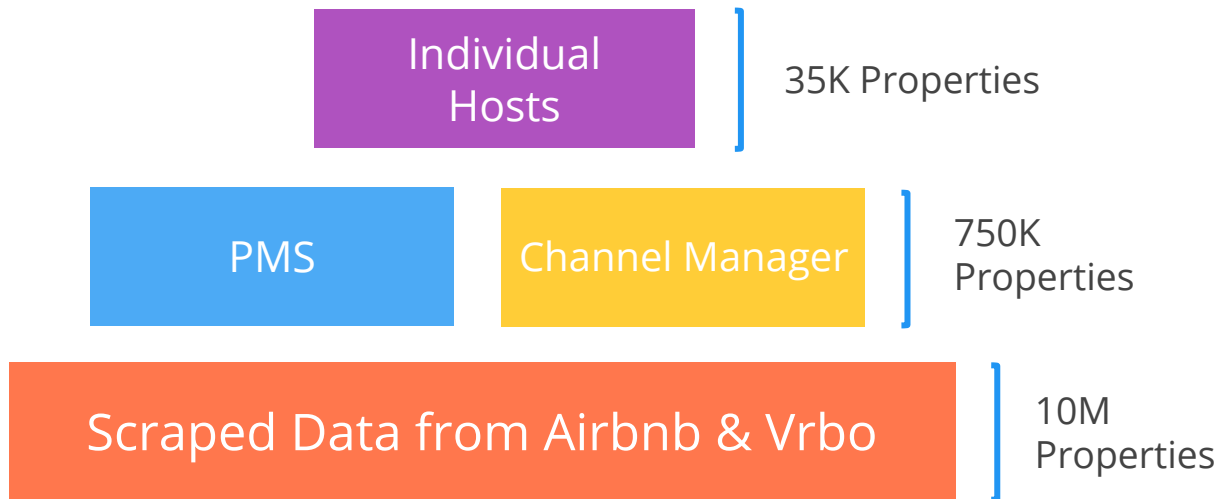 Individual
Hosts
35K Properties
PMS
Channel Manager
750K
Properties
Scraped Data from Airbnb & Vrbo
10M
Properties